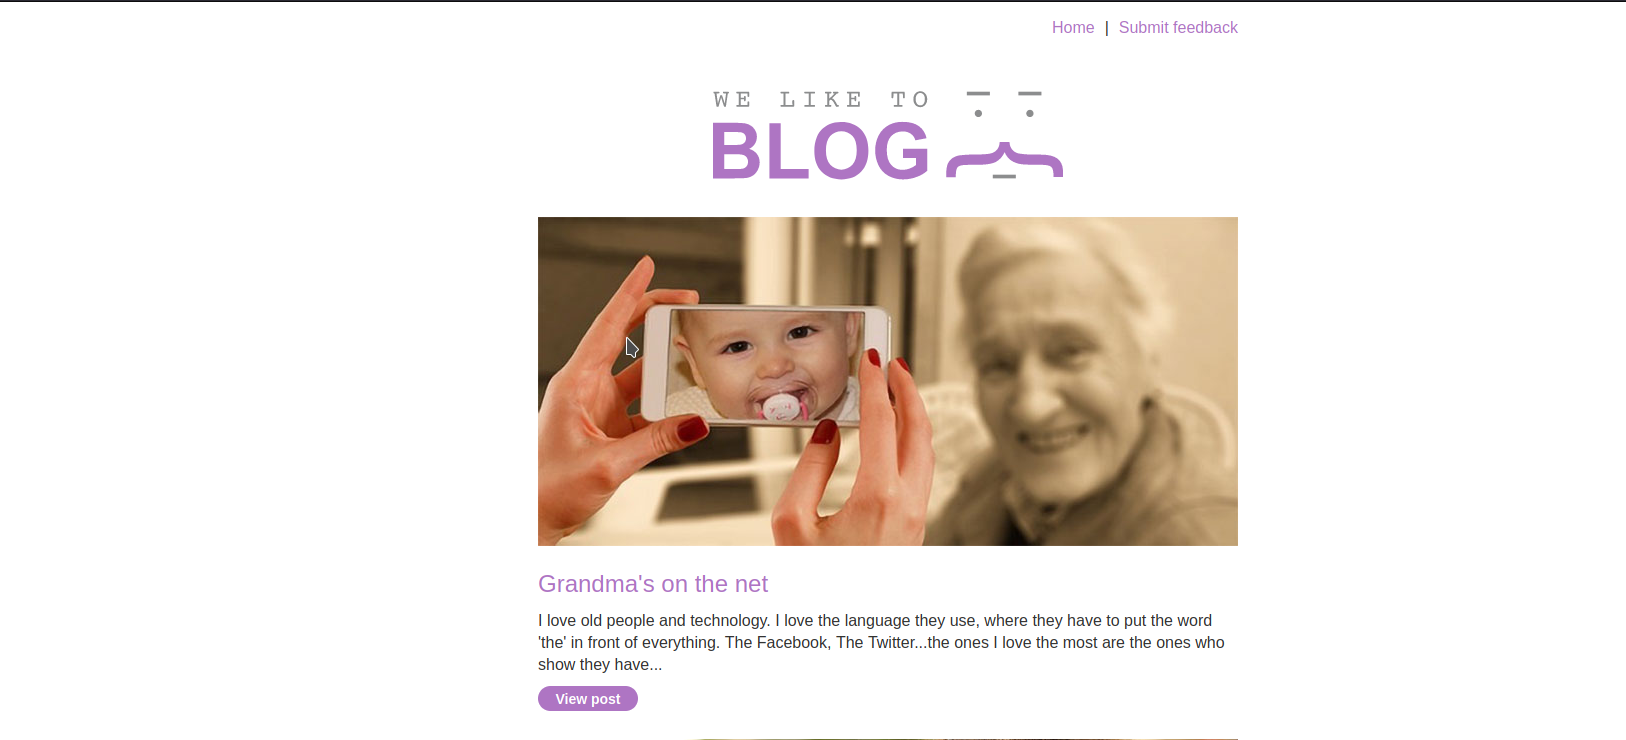 Home | Submit feedback
WE LIKE TO
BLOG
Grandma's on the net
I love old people and technology. I love the language they use, where they have to put the word
'the' in front of everything. The Facebook, The Twitter...the ones I love the most are the ones who
show they have...
View post